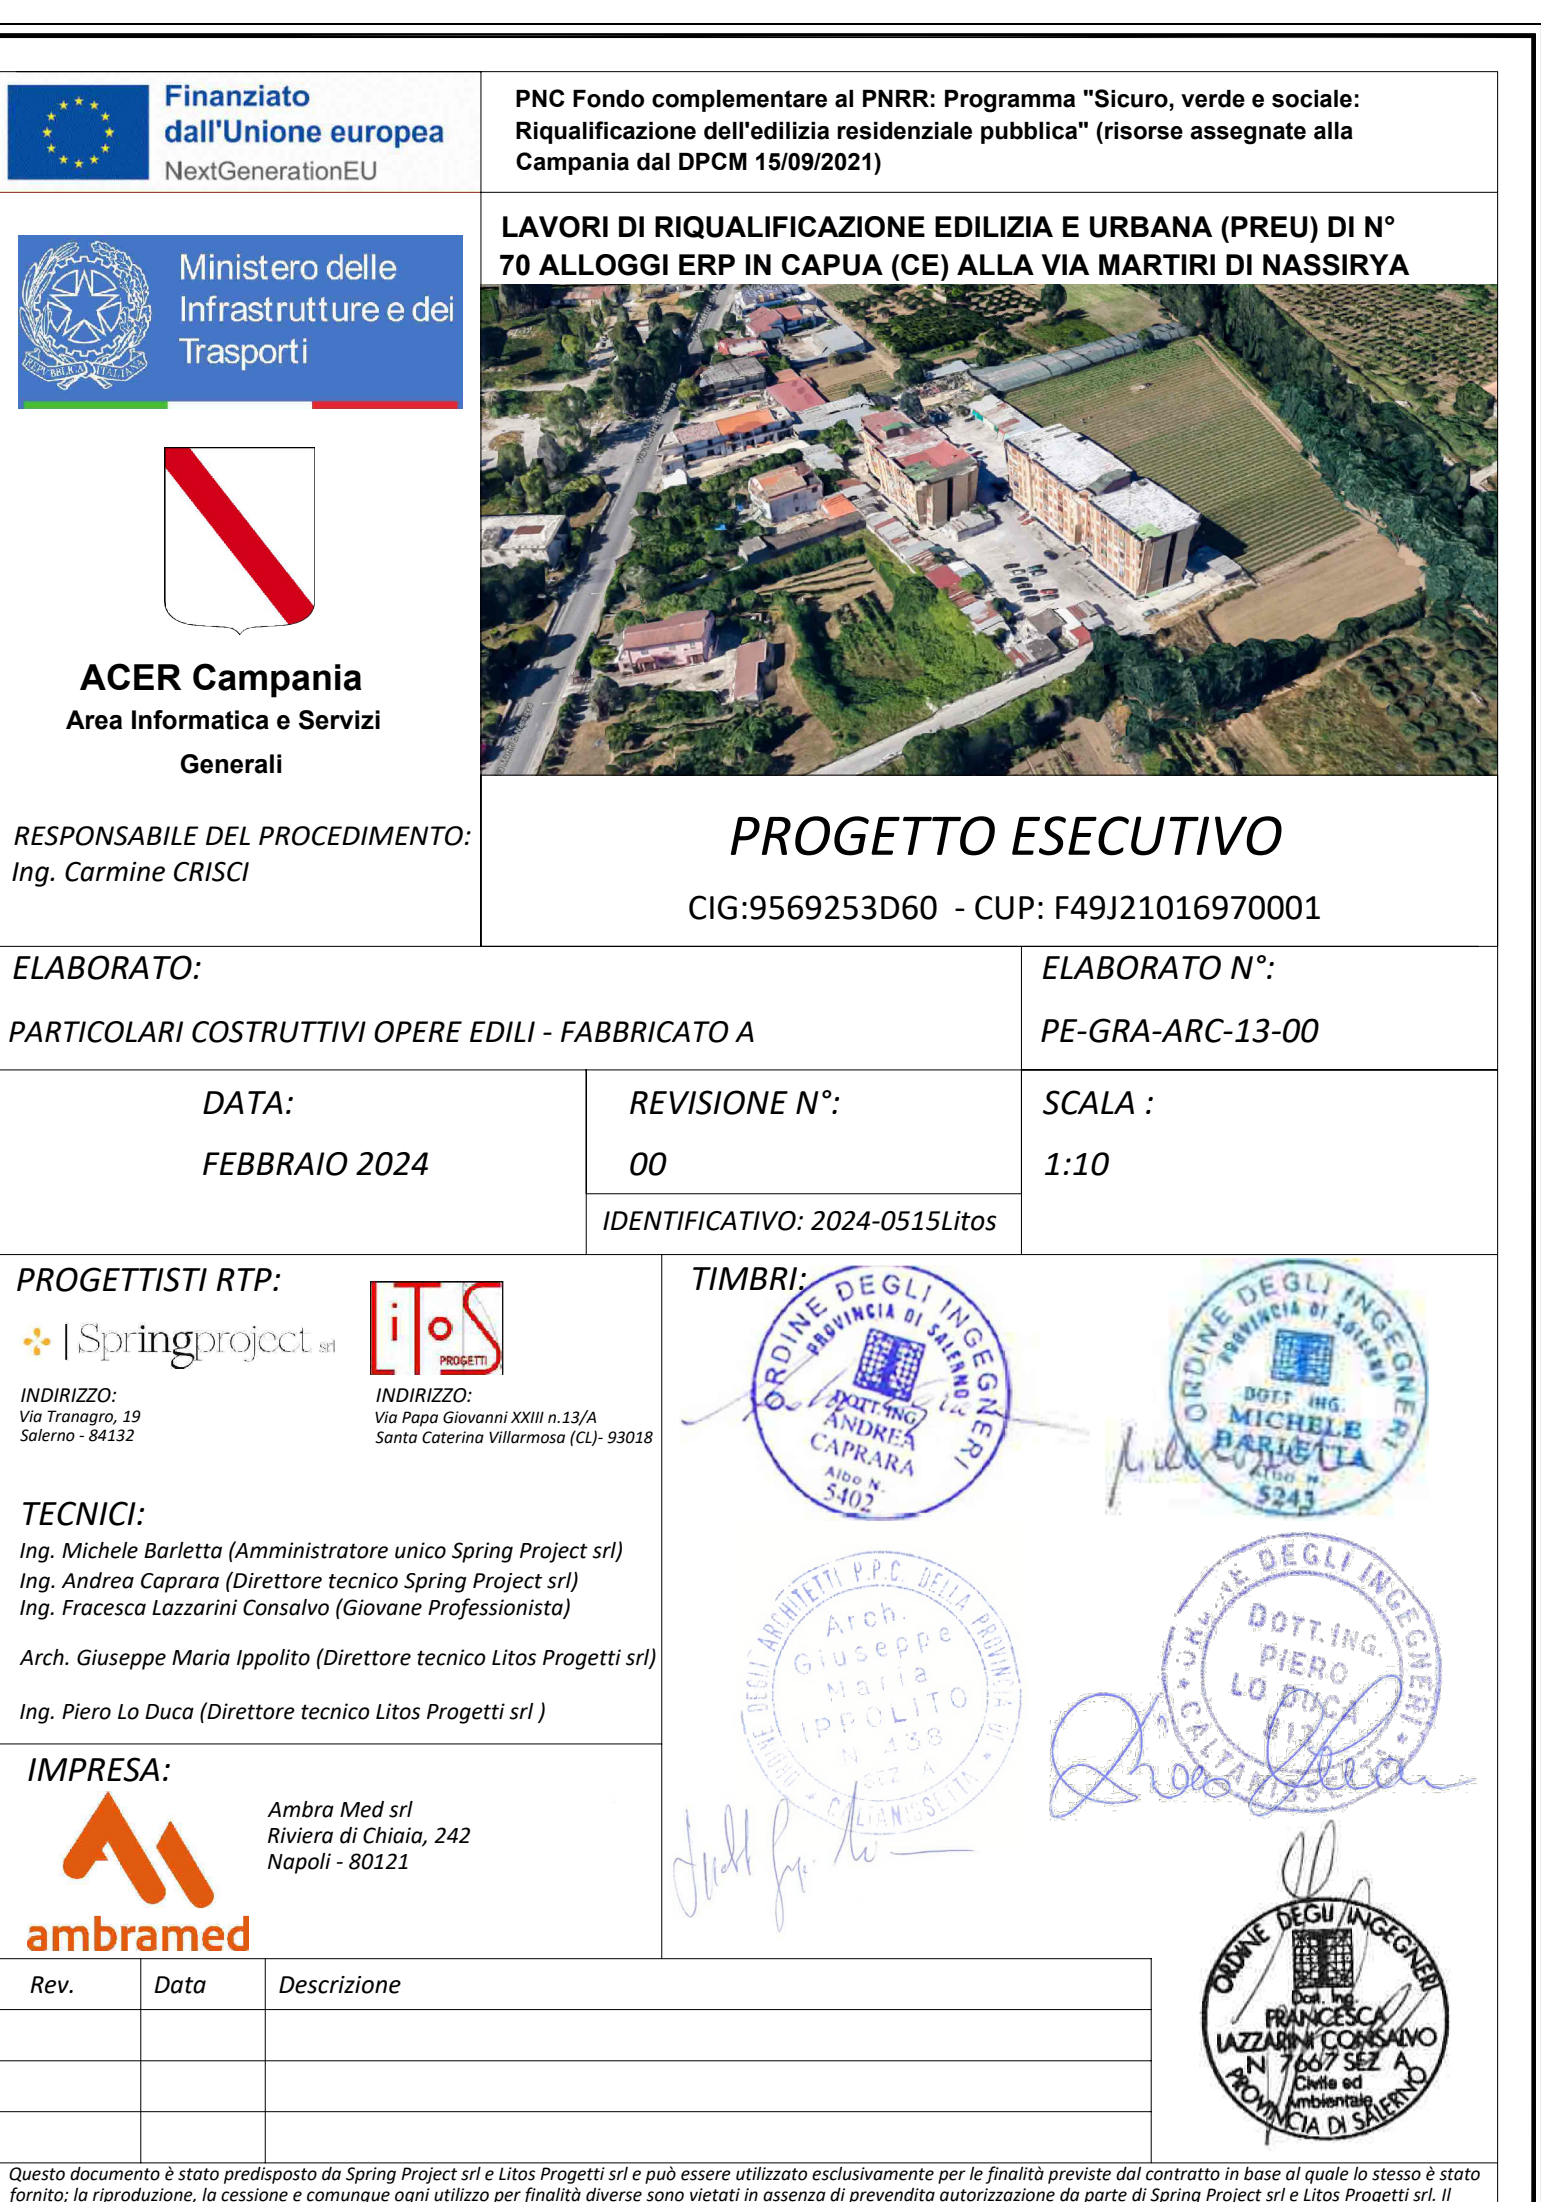 Finanziato
dall'Unione europea
NextGenerationEU
PNC Fondo complementare al PNRR: Programma "Sicuro, verde e sociale:
Riqualificazione dell'edilizia residenziale pubblica" (risorse assegnate alla
Campania dal DPCM 15/09/2021)
Ministero delle
Infrastrutture e dei
Trasporti
LAVORI DI RIQUALIFICAZIONE EDILIZIA E URBANA (PREU) DI N°
70 ALLOGGI ERP IN CAPUA (CE) ALLA VIA MARTIRI DI NASSIRYA
ACER Campania
Area Informatica e Servizi
Generali
RESPONSABILE DEL PROCEDIMENTO:
Ing. Carmine CRISCI
PROGETTO ESECUTIVO
CIG:9569253D60 - CUP: F49J21016970001
ELABORATO:
PARTICOLARI COSTRUTTIVI OPERE EDILI - FABBRICATO A
ELABORATO N°:
PE-GRA-ARC-13-00
DATA:
FEBBRAIO 2024
REVISIONE N°:
00
IDENTIFICATIVO: 2024-0515Litos
SCALA :
1:10
PROGETTISTI RTP:
Springproject srl
LiToS
PROGETTI
INDIRIZZO:
Via Tranagro, 19
Salerno - 84132
INDIRIZZO:
Via Papa Giovanni XXIII n.13/A
Santa Caterina Villarmosa (CL)- 93018
TECNICI:
Ing. Michele Barletta (Amministratore unico Spring Project srl)
Ing. Andrea Caprara (Direttore tecnico Spring Project srl)
Ing. Fracesca Lazzarini Consalvo (Giovane Professionista)
Arch. Giuseppe Maria Ippolito (Direttore tecnico Litos Progetti srl)
Ing. Piero Lo Duca (Direttore tecnico Litos Progetti srl )
TIMBRI:
ORDINE DEGLI INGEGNERI
PROVINCIA DI SALERNO
DOTT. ING.
ANDREA
CAPRARA
Albo N.
5402
ORDINE DEGLI INGEGNERI
PROVINCIA DI SALERNO
DOTT. ING.
MICHELE
BARLETTA
Albo N.
5243
ORDINE DEGLI ARCHITETTI P.P.C. DELLA PROVINCIA DI
CALTANISSETTA
Arch.
Giuseppe
Maria
IPPOLITO
N 438
SEZ A
ORDINE DEGLI INGEGNERI
CALTANISSETTA
DOTT. ING.
PIERO
LO DUCA
ORDINE DEGLI INGEGNERI
PROVINCIA DI SALERNO
Dott. Ing.
FRANCESCA
LAZZARINI CONSALVO
N 7667 SEZ A
Civile ed
Ambientale
IMPRESA:
ambramed
Ambra Med srl
Riviera di Chiaia, 242
Napoli - 80121
Rev. Data Descrizione
Questo documento è stato predisposto da Spring Project srl e Litos Progetti srl e può essere utilizzato esclusivamente per le finalità previste dal contratto in base al quale lo stesso è stato
fornito; la riproduzione, la cessione e comunque ogni utilizzo per finalità diverse sono vietati in assenza di prevendita autorizzazione da parte di Spring Project srl e Litos Progetti srl. Il